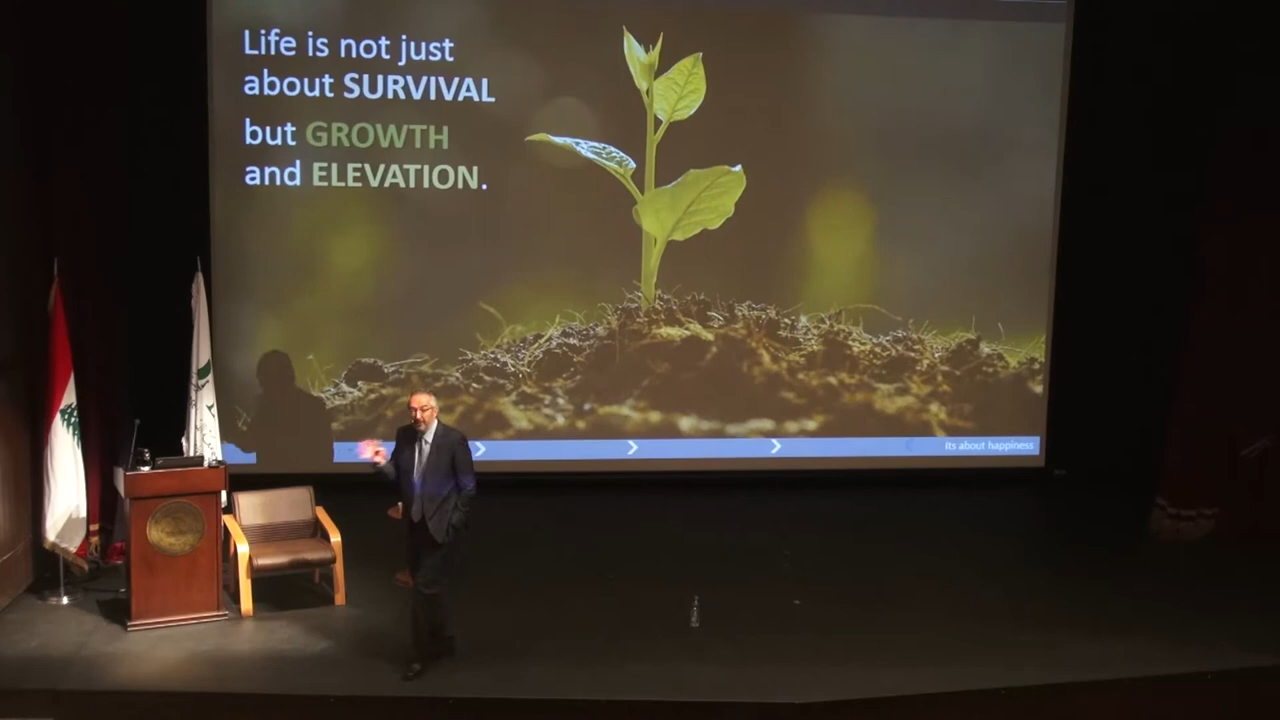 Life is not just
about SURVIVAL
but GROWTH
and ELEVATION.
Its about happiness